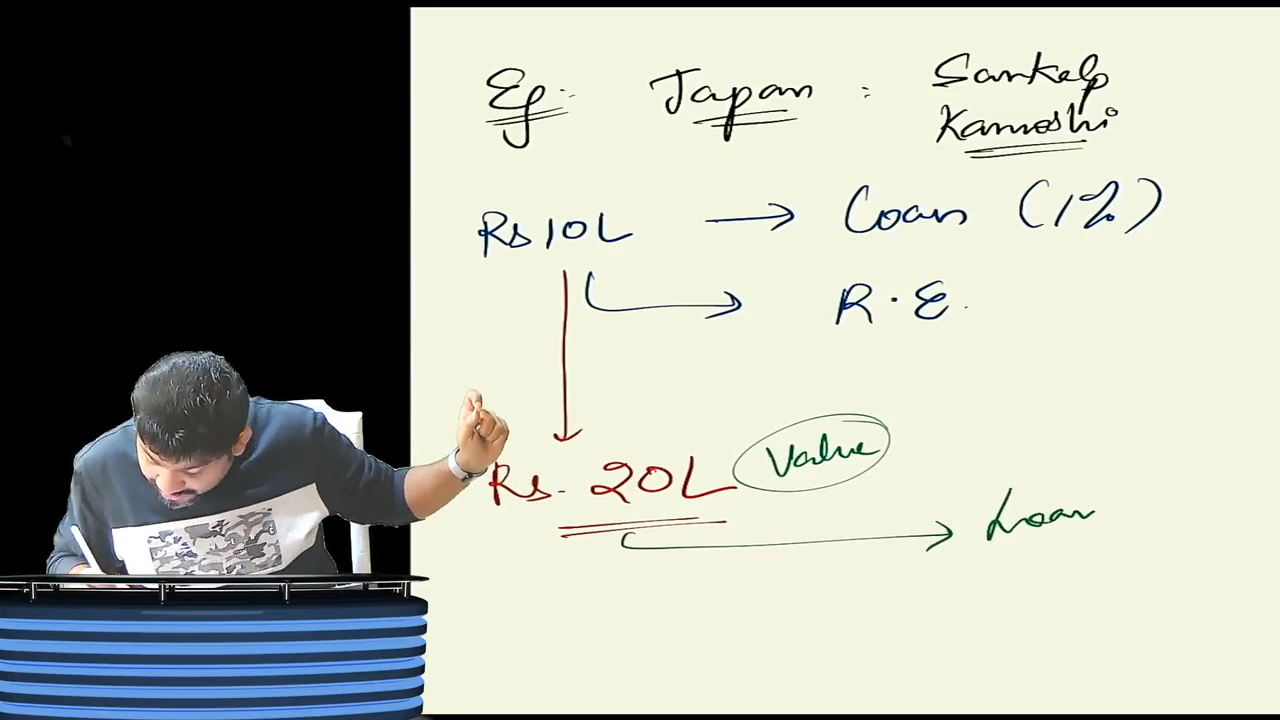 Eg:- Japan : Sankalp
Kamoshi
Rs 10L → Loan (1%)
R.E.
Rs. 20L Value
→ Loan